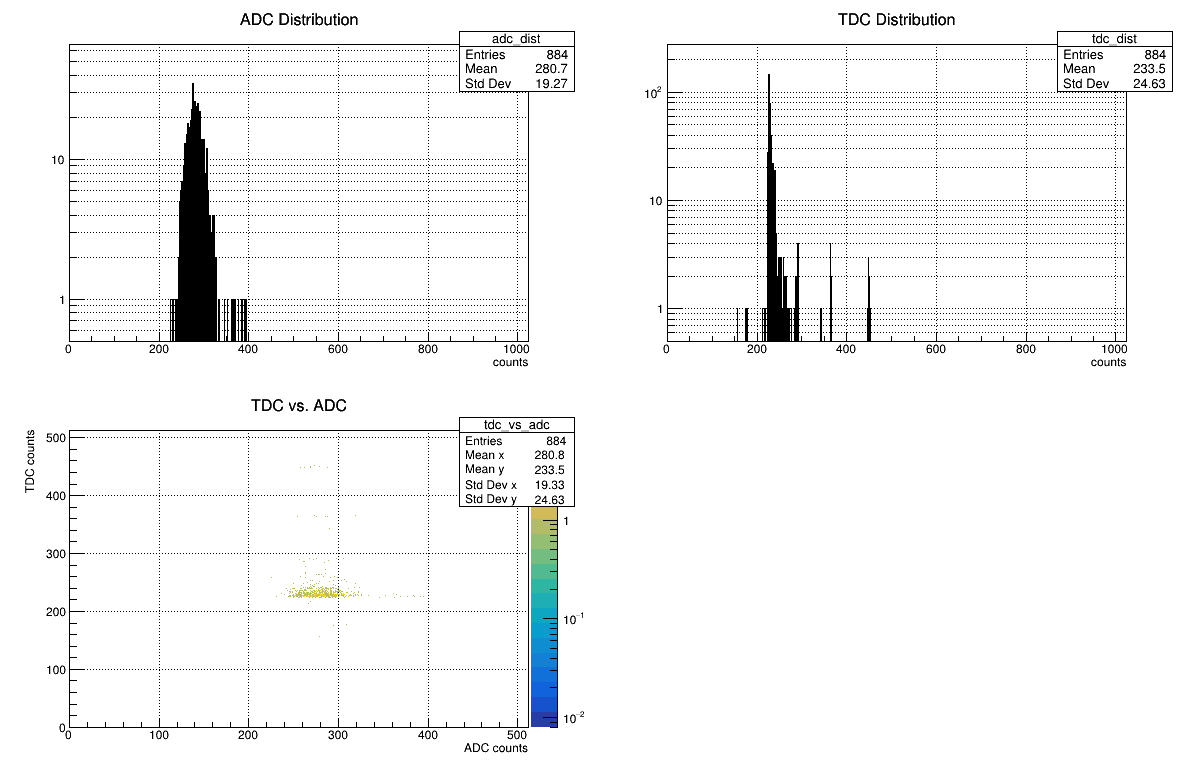 ADC Distribution
adc_dist
Entries 884
Mean 280.7
Std Dev 19.27
10
1
0 200 400 600 800 1000
counts
TDC Distribution
tdc_dist
Entries 884
Mean 233.5
Std Dev 24.63
10²
10
1
0 200 400 600 800 1000
counts
TDC vs. ADC
tdc_vs_adc
Entries 884
Mean x 280.8
Mean y 233.5
Std Dev x 19.33
Std Dev y 24.63
TDC counts
500
400
300
200
100
0
0 100 200 300 400 500
ADC counts
1
10⁻¹
10⁻²